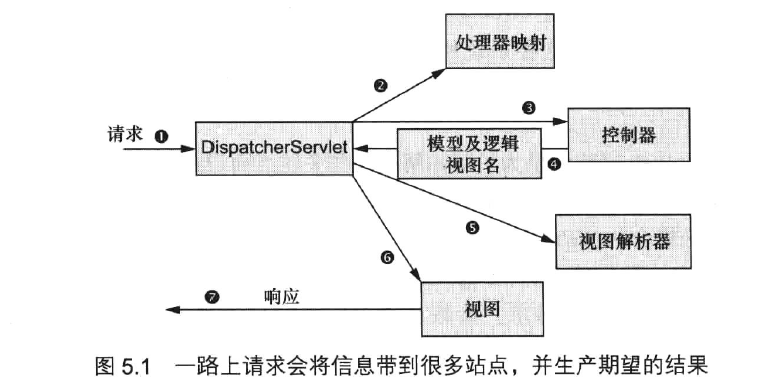 处理器映射
❷
❸
请求 ❶
DispatcherServlet
模型及逻辑
视图名
控制器
❹
❺
视图解析器
❻
❼ 响应
视图
图 5.1 一路上请求会将信息带到很多站点，并生产期望的结果